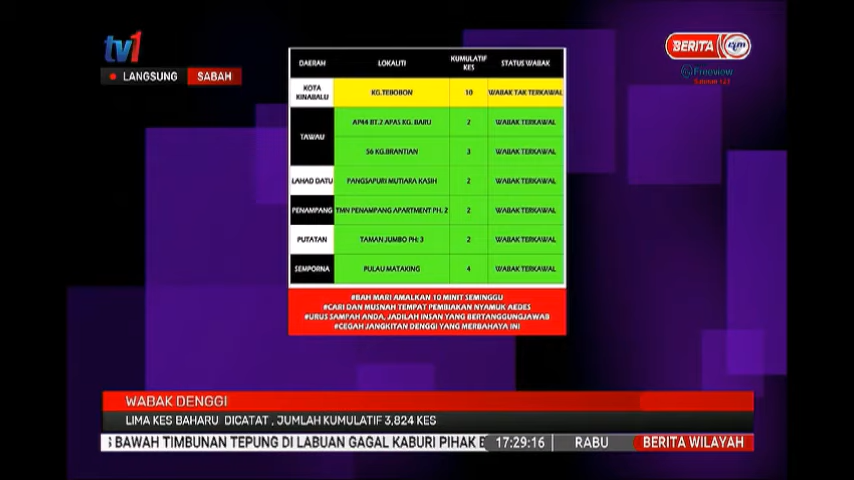 tv1
LANGSUNG SABAH
BERITA rtm
Freeview
Saluran 123
DAERAH LOKALITI KUMULATIF KES STATUS WABAK
KOTA KINABALU KG.TEBOBON 10 WABAK TAK TERKAWAL
TAWAU AP44 BT.2 APAS KG. BARU 2 WABAK TERKAWAL
56 KG.BRANTIAN 3 WABAK TERKAWAL
LAHAD DATU PANGSAPURI MUTIARA KASIH 2 WABAK TERKAWAL
PENAMPANG TMN PENAMPANG APARTMENT PH: 2 2 WABAK TERKAWAL
PUTATAN TAMAN JUMBO PH: 3 2 WABAK TERKAWAL
SEMPORNA PULAU MATAKING 4 WABAK TERKAWAL
#BAH MARI AMALKAN 10 MINIT SEMINGGU
#CARI DAN MUSNAH TEMPAT PEMBIAKAN NYAMUK AEDES
#URUS SAMPAH ANDA, JADILAH INSAN YANG BERTANGGUNGJAWAB
#CEGAH JANGKITAN DENGGI YANG MERBAHAYA INI
WABAK DENGGI
LIMA KES BAHARU DICATAT , JUMLAH KUMULATIF 3,824 KES
BAWAH TIMBUNAN TEPUNG DI LABUAN GAGAL KABURI PIHAK 17:29:16 RABU BERITA WILAYAH